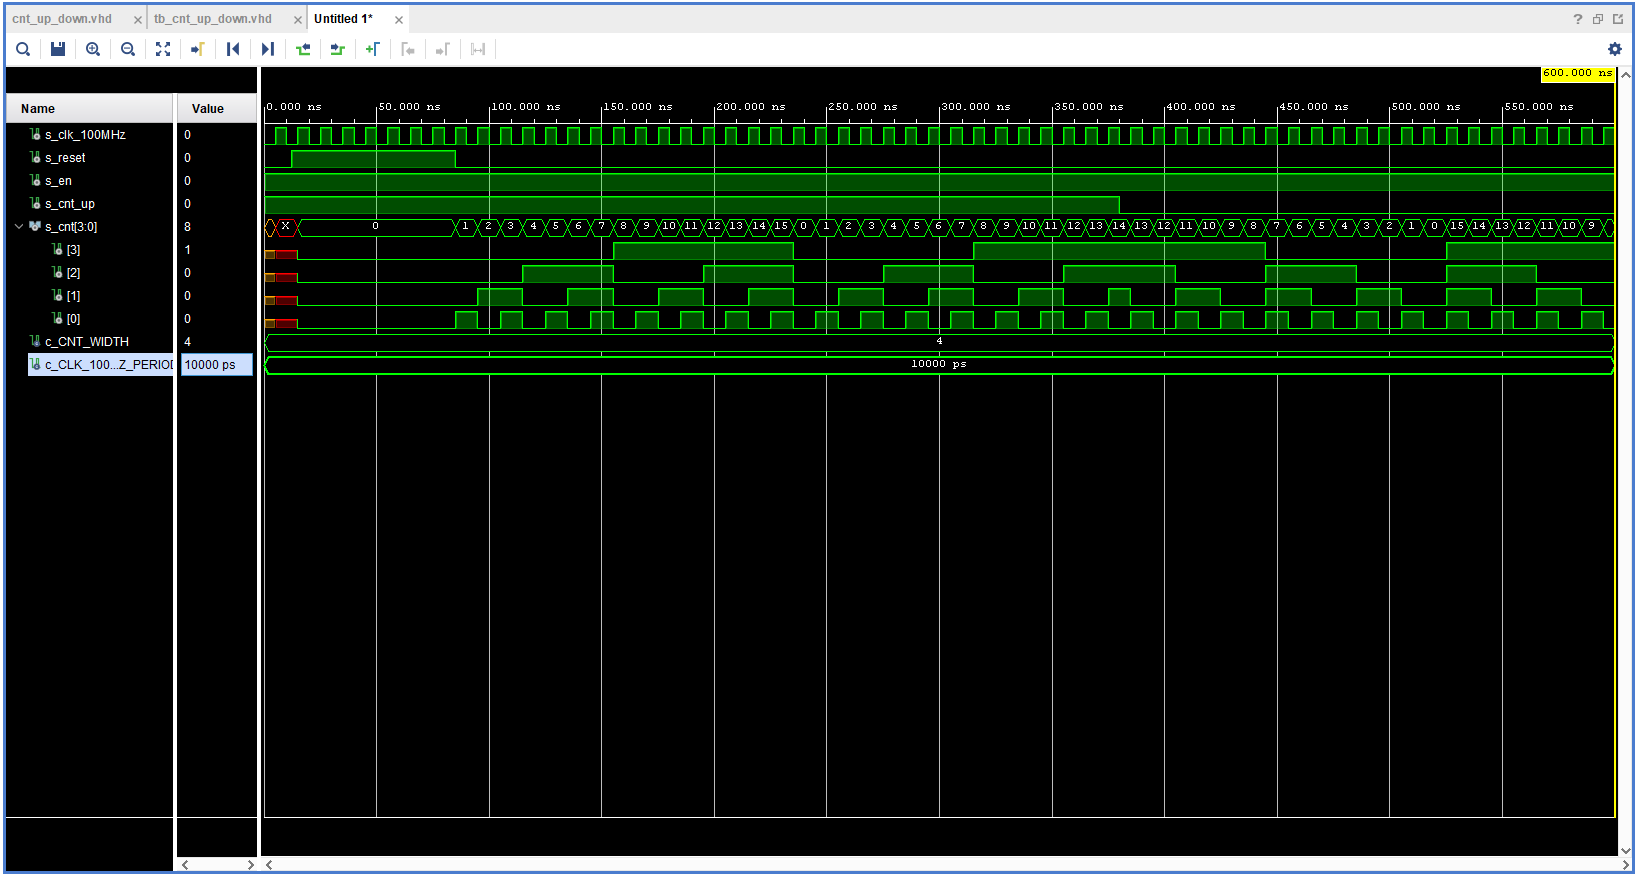 cnt_up_down.vhd × tb_cnt_up_down.vhd × Untitled 1* ×
?
600.000 ns
Name Value
0.000 ns 50.000 ns 100.000 ns 150.000 ns 200.000 ns 250.000 ns 300.000 ns 350.000 ns 400.000 ns 450.000 ns 500.000 ns 550.000 ns
s_clk_100MHz 0
s_reset 0
s_en 0
s_cnt_up 0
s_cnt[3:0] 8 X 0 1 2 3 4 5 6 7 8 9 10 11 12 13 14 15 0 1 2 3 4 5 6 7 8 9 10 11 12 13 14 13 12 11 10 9 8 7 6 5 4 3 2 1 0 15 14 13 12 11 10 9
[3] 1
[2] 0
[1] 0
[0] 0
c_CNT_WIDTH 4 4
c_CLK_100...Z_PERIOD 10000 ps 10000 ps